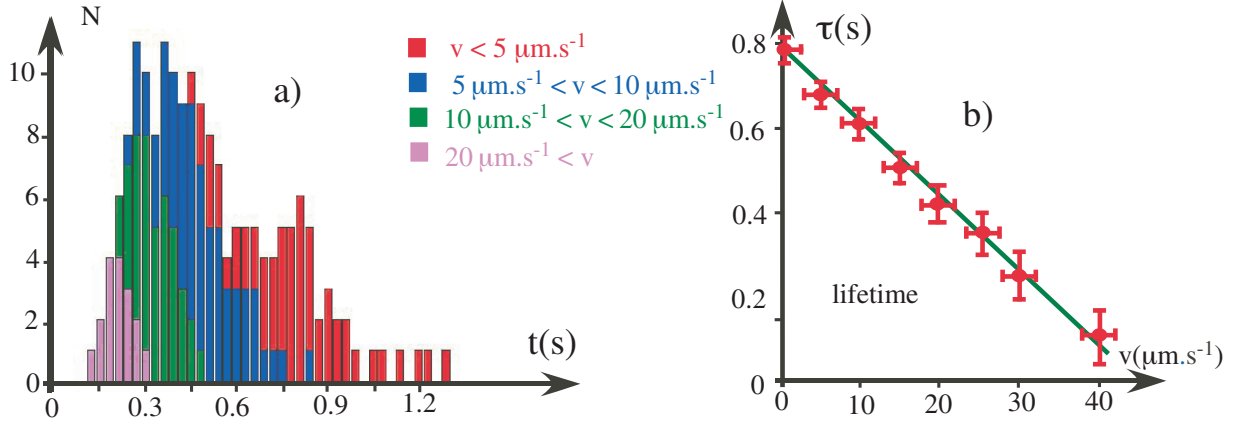 N
10
8
6
4
2
0
0
0.3
0.6
0.9
1.2
t(s)
a)
v < 5 μm.s⁻¹
5 μm.s⁻¹ < v < 10 μm.s⁻¹
10 μm.s⁻¹ < v < 20 μm.s⁻¹
20 μm.s⁻¹ < v
τ(s)
0.8
0.6
0.4
0.2
0
b)
lifetime
v(μm.s⁻¹)
0
10
20
30
40